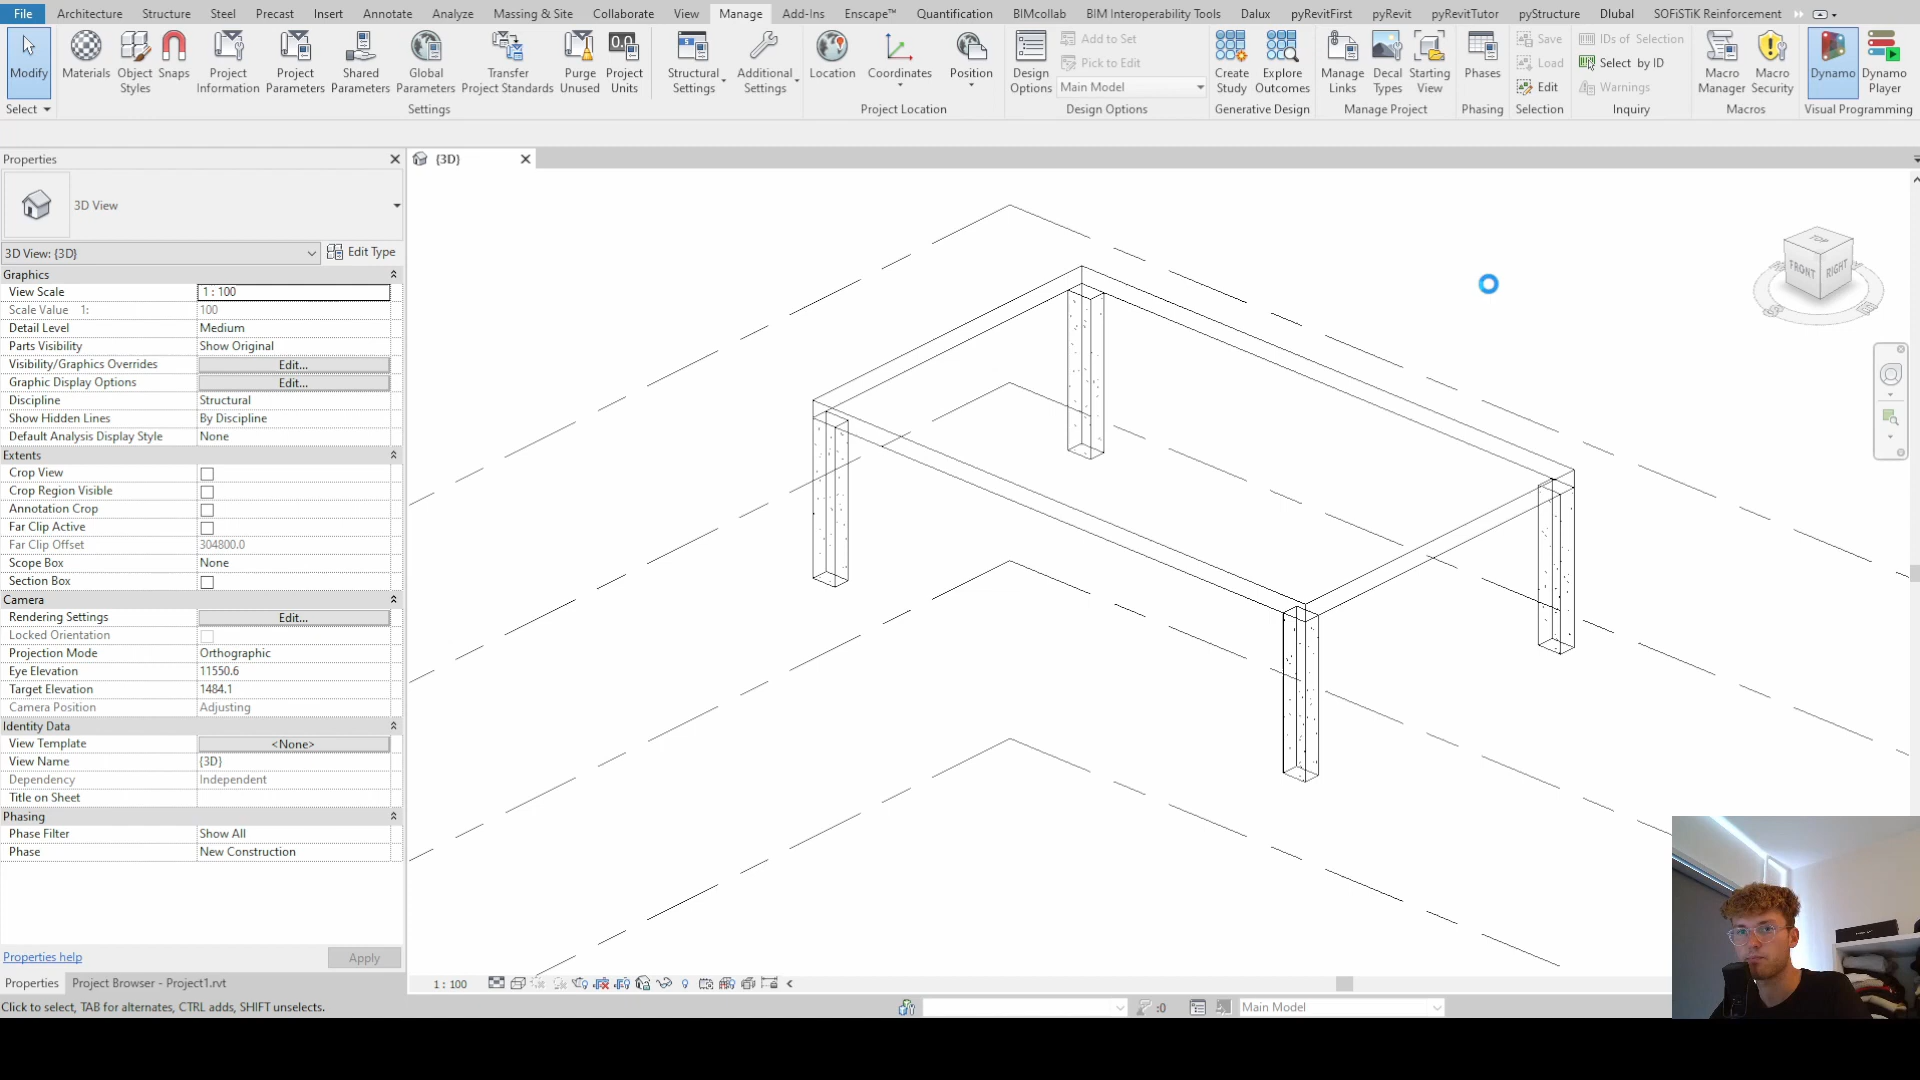 File Architecture Structure Steel Precast Insert Annotate Analyze Massing & Site Collaborate View Manage Add-Ins Enscape™ Quantification BIMcollab BIM Interoperability Tools Dalux pyRevitFirst pyRevit pyRevitTutor pyStructure Dlubal SOFiSTiK Reinforcement
Modify
Materials
Object Styles
Snaps
Project Information
Project Parameters
Shared Parameters
Global Parameters
Transfer Project Standards
Purge Unused
0.0
Project Units
Structural Settings
Additional Settings
Location
Coordinates
Position
Design Options
Add to Set
Pick to Edit
Main Model
Create Study
Explore Outcomes
Manage Links
Decal Types
Starting View
Phases
Save
Load
Edit
IDs of Selection
Select by ID
Warnings
Macro Manager
Macro Security
Dynamo
Dynamo Player
Select Settings Project Location Design Options Generative Design Manage Project Phasing Selection Inquiry Macros Visual Programming
Properties
{3D}
3D View
3D View: {3D} Edit Type
Graphics
View Scale 1 : 100
Scale Value 1: 100
Detail Level Medium
Parts Visibility Show Original
Visibility/Graphics Overrides Edit...
Graphic Display Options Edit...
Discipline Structural
Show Hidden Lines By Discipline
Default Analysis Display Style None
Extents
Crop View
Crop Region Visible
Annotation Crop
Far Clip Active
Far Clip Offset 304800.0
Scope Box None
Section Box
Camera
Rendering Settings Edit...
Locked Orientation
Projection Mode Orthographic
Eye Elevation 11550.6
Target Elevation 1484.1
Camera Position Adjusting
Identity Data
View Template <None>
View Name {3D}
Dependency Independent
Title on Sheet
Phasing
Phase Filter Show All
Phase New Construction
Properties help Apply
Properties Project Browser - Project1.rvt
TOP
FRONT RIGHT
1 : 100
Click to select, TAB for alternates, CTRL adds, SHIFT unselects.
:0
Main Model